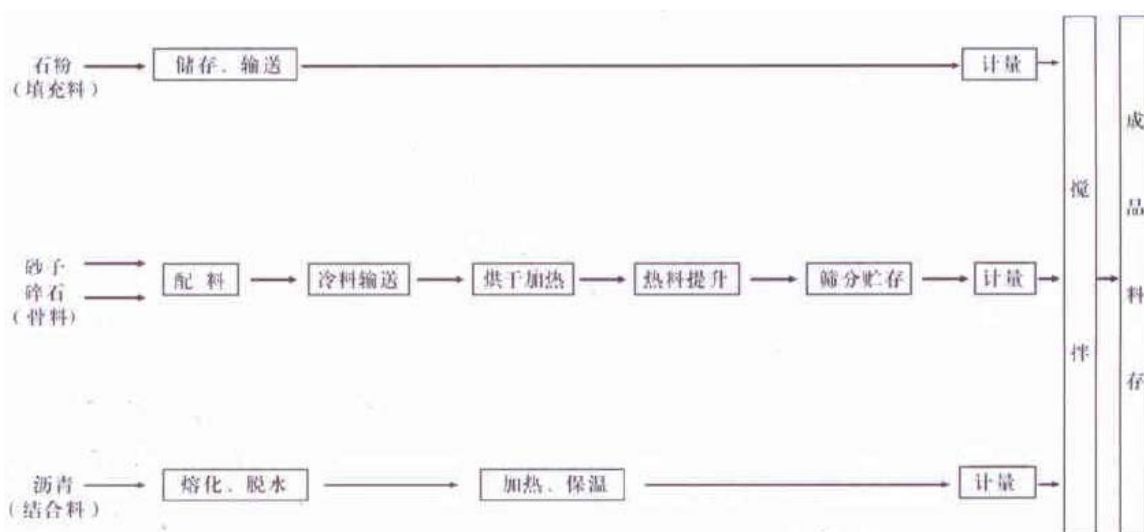 石粉
(填充料)
储存、输送
计量
砂子
碎石
(骨料)
配料
冷料输送
烘干加热
热料提升
筛分贮存
计量
沥青
(结合料)
熔化、脱水
加热、保温
计量
搅拌
成品料存